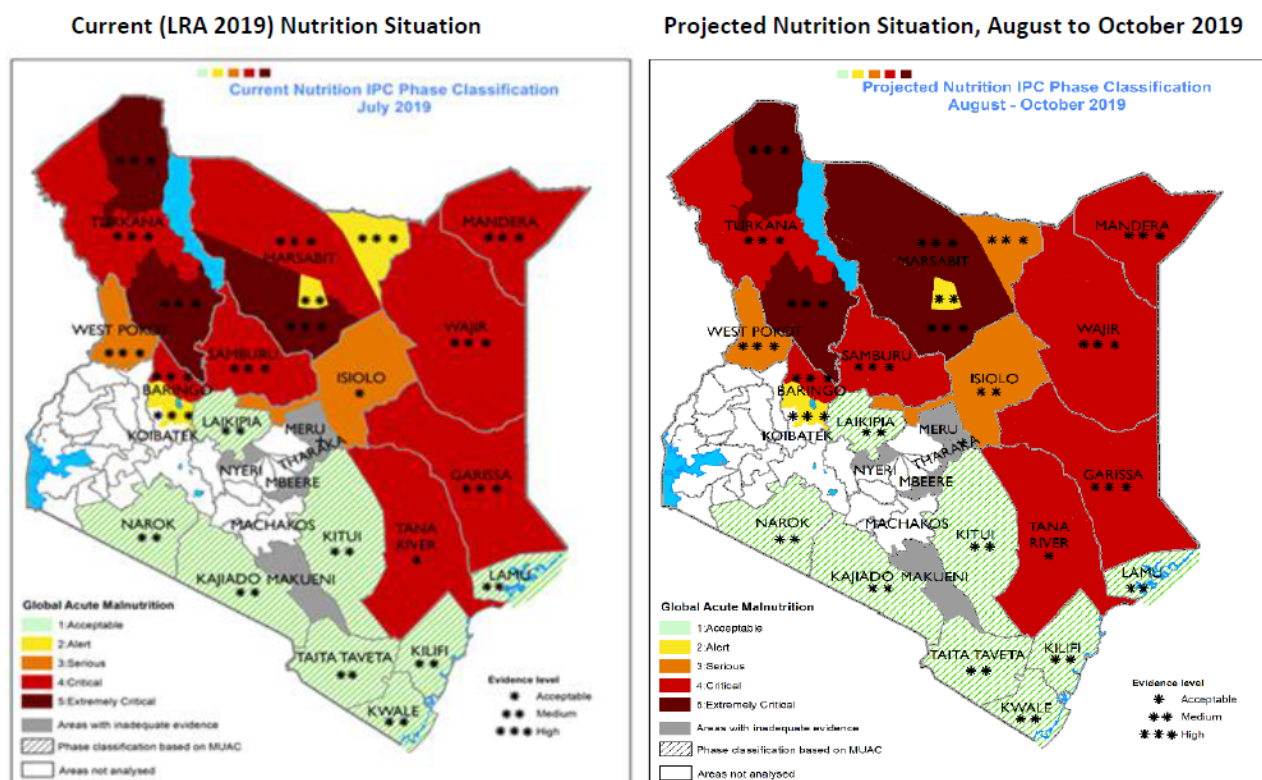 Current (LRA 2019) Nutrition Situation
Current Nutrition IPC Phase Classification
July 2019
TURKANA
MANDERA
MARSABIT
WEST POKOT
WAJIR
SAMBURU
ISIOLO
BARINGO
LAIKIPIA
KOIBATEK
MERU
THARAKA
NYERI
MBEERE
GARISSA
MACHAKOS
NAROK
KITUI
TANA
RIVER
KAJIADO
MAKUENI
LAMU
TAITA TAVETA
KILIFI
KWALE
Global Acute Malnutrition
1:Acceptable
2:Alert
3:Serious
4:Critical
5:Extremely Critical
Areas with inadequate evidence
Phase classification based on MUAC
Areas not analysed
Evidence level
Acceptable
Medium
High
Projected Nutrition Situation, August to October 2019
Projected Nutrition IPC Phase Classification
August - October 2019
TURKANA
MANDERA
MARSABIT
WEST POKOT
WAJIR
SAMBURU
ISIOLO
BARINGO
LAIKIPIA
KOIBATEK
MERU
THARAKA
NYERI
MBEERE
GARISSA
MACHAKOS
NAROK
KITUI
TANA
RIVER
KAJIADO
MAKUENI
LAMU
TAITA TAVETA
KILIFI
KWALE
Global Acute Malnutrition
1:Acceptable
2:Alert
3:Serious
4:Critical
5:Extremely Critical
Areas with inadequate evidence
Phase classification based on MUAC
Areas not analysed
Evidence level
Acceptable
Medium
High